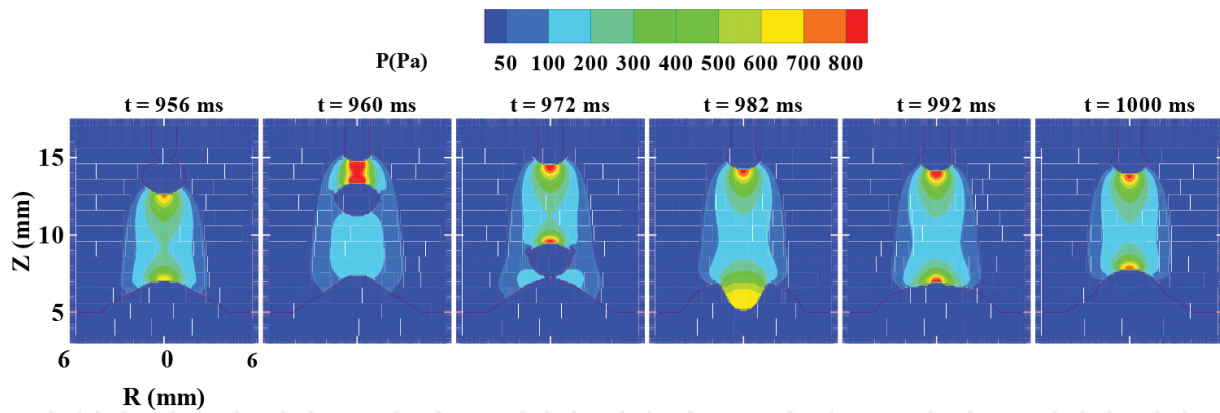 P(Pa) 50 100 200 300 400 500 600 700 800
t = 956 ms t = 960 ms t = 972 ms t = 982 ms t = 992 ms t = 1000 ms
15
10
5
Z (mm)
6 0 6
R (mm)